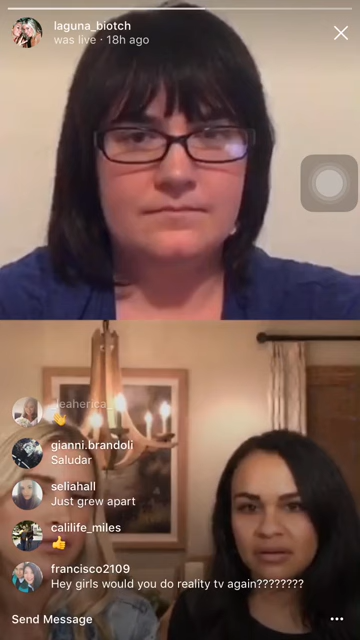 laguna_biotch
was live · 18h ago
gianni.brandoli
Saludar
seliahall
Just grew apart
calilife_miles
👍
francisco2109
Hey girls would you do reality tv again????????
Send Message